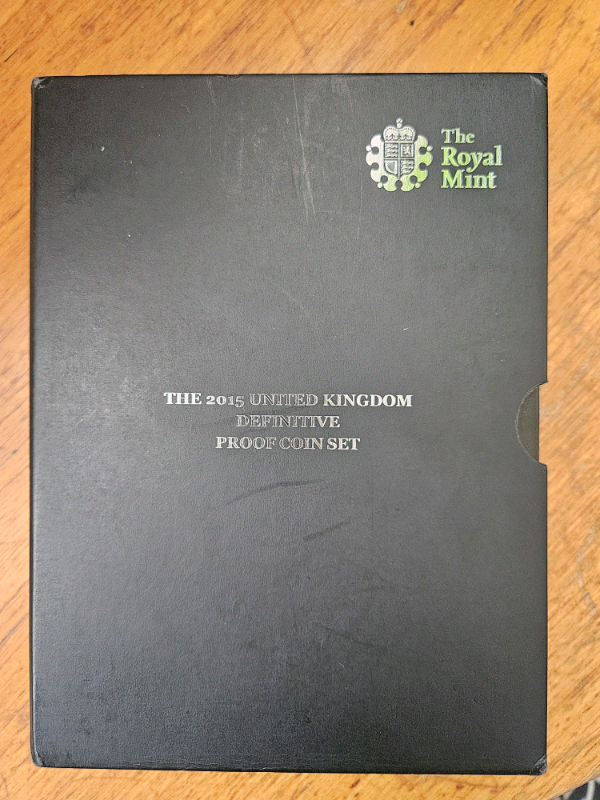 The
Royal
Mint
THE 2015 UNITED KINGDOM
DEFINITIVE
PROOF COIN SET